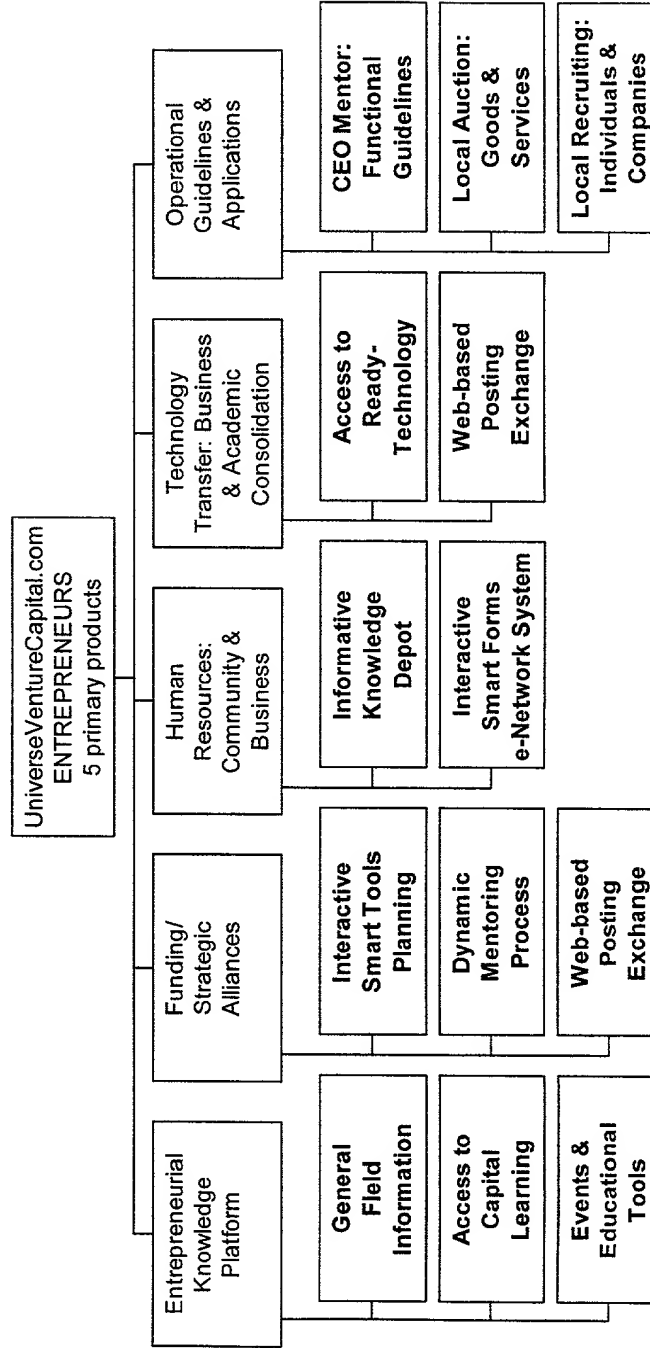 UniverseVentureCapital.com
ENTREPRENEURS
5 primary products
Entrepreneurial
Knowledge
Platform
General
Field
Information
Access to
Capital
Learning
Events &
Educational
Tools
Funding/
Strategic
Alliances
Interactive
Smart Tools
Planning
Dynamic
Mentoring
Process
Web-based
Posting
Exchange
Human
Resources:
Community &
Business
Informative
Knowledge
Depot
Interactive
Smart Forms
e-Network System
Technology
Transfer: Business
& Academic
Consolidation
Access to
Ready-
Technology
Web-based
Posting
Exchange
Operational
Guidelines &
Applications
CEO Mentor:
Functional
Guidelines
Local Auction:
Goods &
Services
Local Recruiting:
Individuals &
Companies